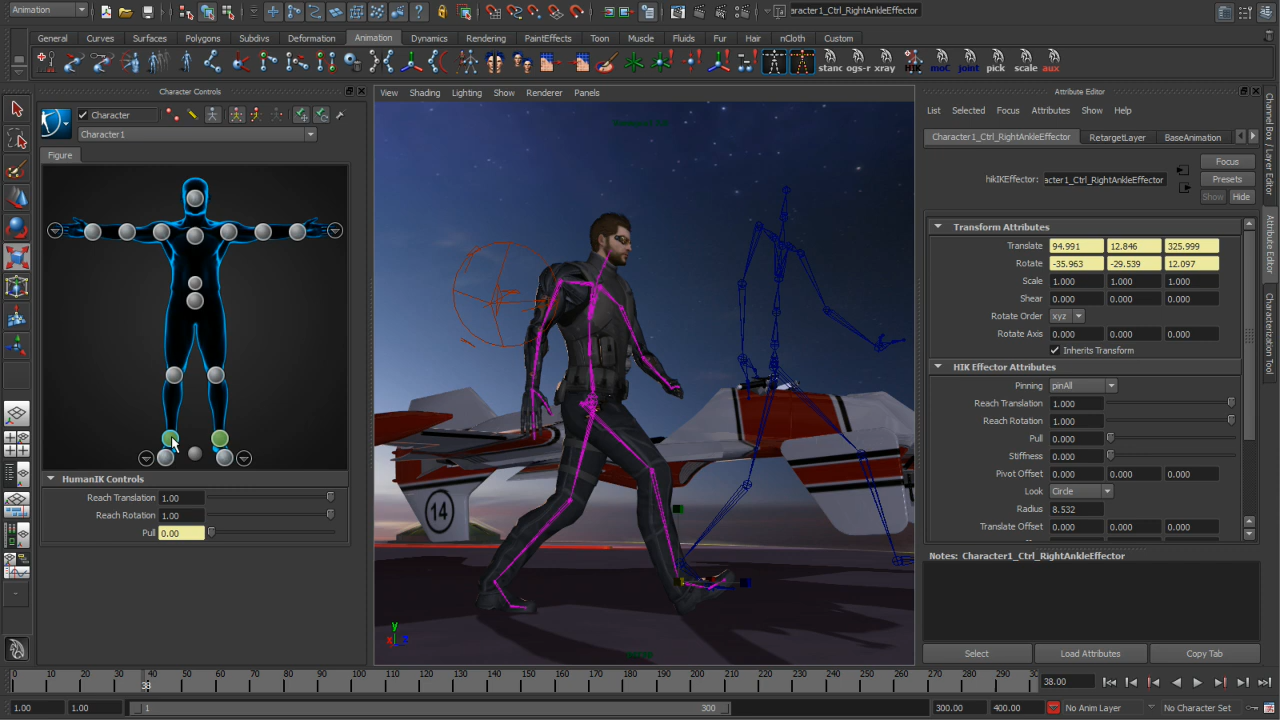 Animation
aracter1_Ctrl_RightAnkleEffector
General Curves Surfaces Polygons Subdivs Deformation Animation Dynamics Rendering PaintEffects Toon Muscle Fluids Fur Hair nCloth Custom
HIK stanc ogs-r xray moC joint pick scale aux
Character Controls
Character
Character1
Figure
HumanIK Controls
Reach Translation 1.00
Reach Rotation 1.00
Pull 0.00
View Shading Lighting Show Renderer Panels
14
y
x z
persp
Attribute Editor
List Selected Focus Attributes Show Help
Character1_Ctrl_RightAnkleEffector RetargetLayer BaseAnimation
hikIKEffector: acter1_Ctrl_RightAnkleEffector
Focus
Presets
Show Hide
Transform Attributes
Translate 94.991 12.846 325.999
Rotate -35.963 -29.539 12.097
Scale 1.000 1.000 1.000
Shear 0.000 0.000 0.000
Rotate Order xyz
Rotate Axis 0.000 0.000 0.000
Inherits Transform
HIK Effector Attributes
Pinning pinAll
Reach Translation 1.000
Reach Rotation 1.000
Pull 0.000
Stiffness 0.000
Pivot Offset 0.000 0.000 0.000
Look Circle
Radius 8.532
Translate Offset 0.000 0.000 0.000
Notes: Character1_Ctrl_RightAnkleEffector
Select Load Attributes Copy Tab
Channel Box / Layer Editor
Attribute Editor
Characterization Tool
0 10 20 30 40 50 60 70 80 90 100 110 120 130 140 150 160 170 180 190 200 210 220 230 240 250 260 270 280 290 30
38
38.00
1.00 1.00 1 300 300.00 400.00 No Anim Layer No Character Set